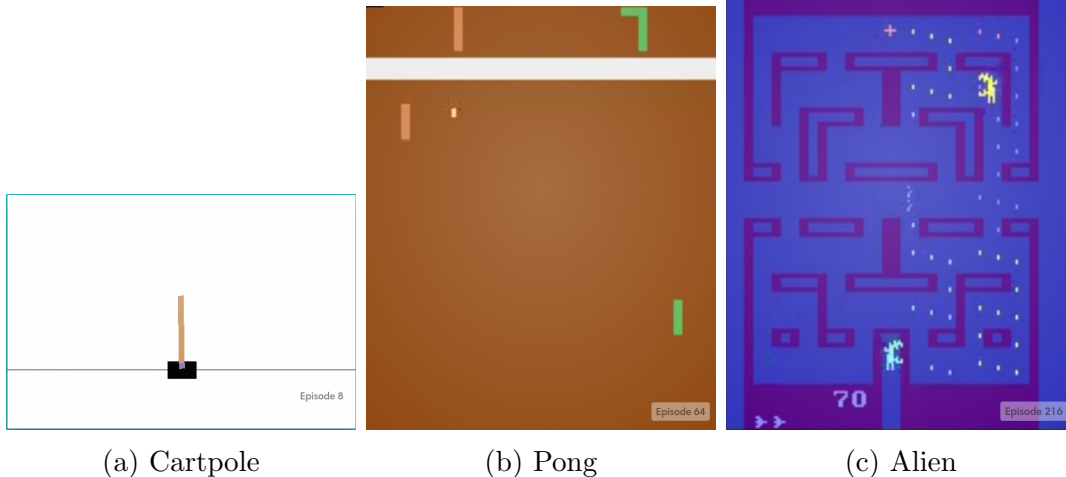 Episode 8
Episode 64
70
Episode 216
(a) Cartpole
(b) Pong
(c) Alien